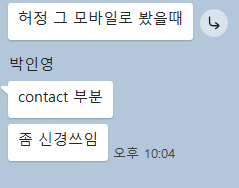 허정 그 모바일로 봤을때
박인영
contact 부분
좀 신경쓰임
오후 10:04